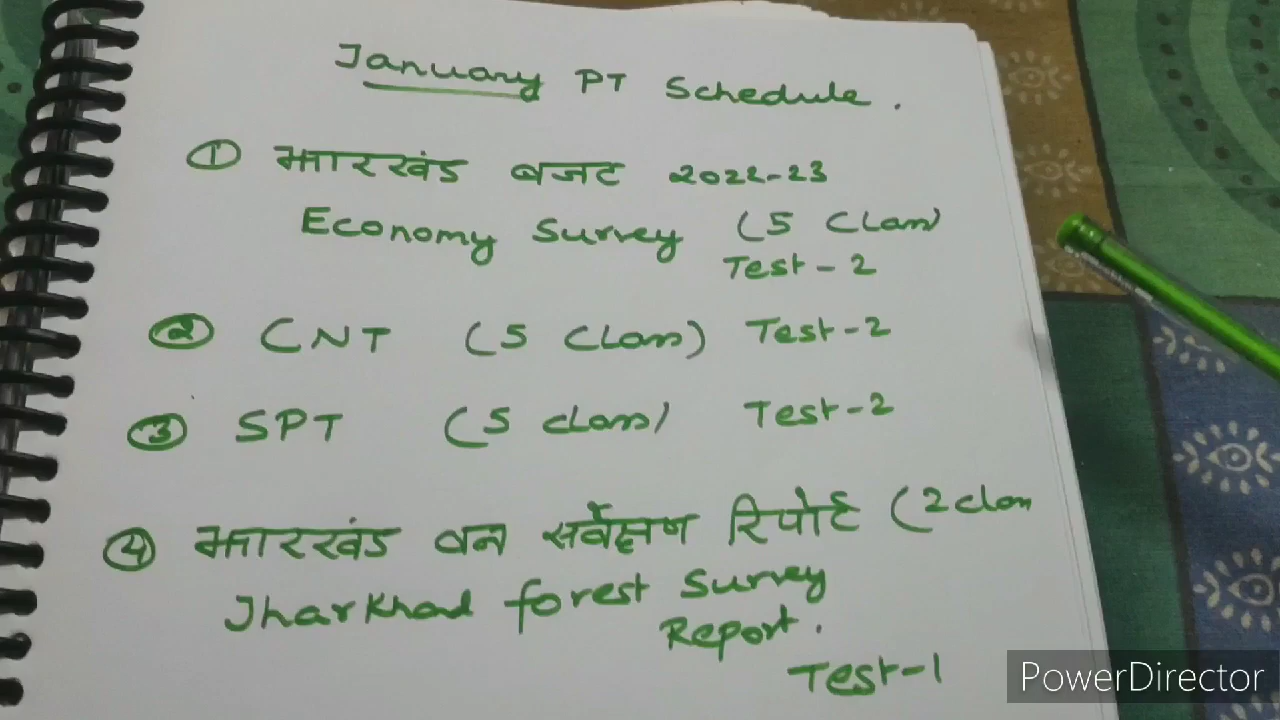 January PT Schedule.
① झारखंड बजट 2022-23
Economy Survey (5 Class)
Test-2
② CNT (5 Class) Test-2
③ SPT (5 class) Test-2
④ झारखंड वन सर्वेक्षण रिपोर्ट (2 class
Jharkhand forest Survey
Report.
Test-1
PowerDirector